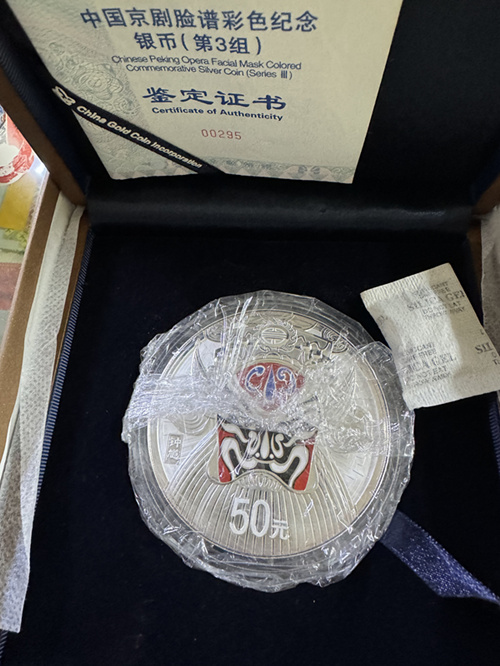 中国京剧脸谱彩色纪念
银币(第3组)
Chinese Peking Opera Facial Mask Colored
Commemorative Silver Coin (Series Ⅲ)
鉴定证书
Certificate of Authenticity
00295
China Gold Coin Incorporation
SILICA GEL
钟馗
50元